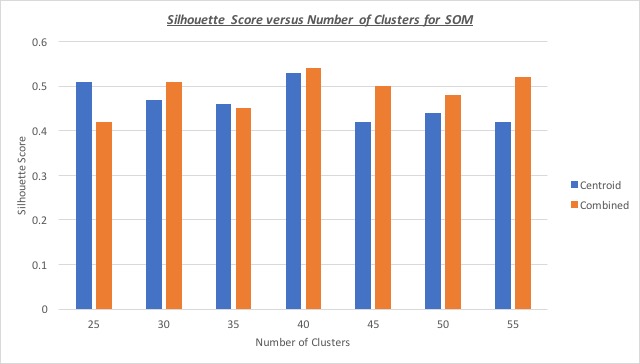 Silhouette Score versus Number of Clusters for SOM
0.6
0.5
0.4
0.3
0.2
0.1
0
Silhouette Score
25 30 35 40 45 50 55
Number of Clusters
Centroid
Combined